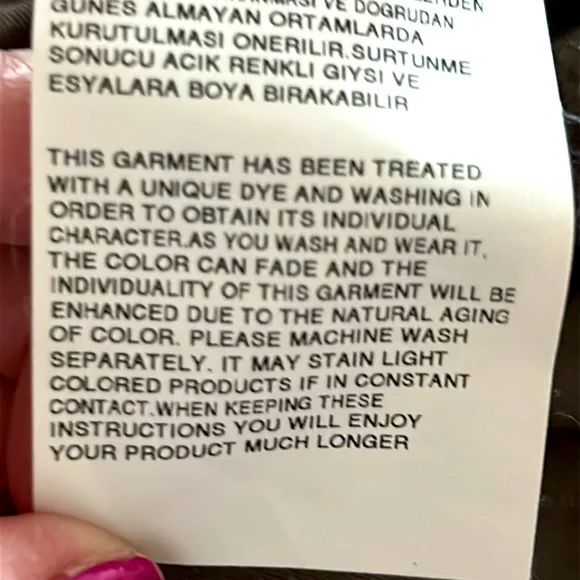 VE DOGRUDAN
GUNES ALMAYAN ORTAMLARDA
KURUTULMASI ONERILIR.SURTUNME
SONUCU ACIK RENKLI GIYSI VE
ESYALARA BOYA BIRAKABILIR
THIS GARMENT HAS BEEN TREATED
WITH A UNIQUE DYE AND WASHING IN
ORDER TO OBTAIN ITS INDIVIDUAL
CHARACTER.AS YOU WASH AND WEAR IT,
THE COLOR CAN FADE AND THE
INDIVIDUALITY OF THIS GARMENT WILL BE
ENHANCED DUE TO THE NATURAL AGING
OF COLOR. PLEASE MACHINE WASH
SEPARATELY. IT MAY STAIN LIGHT
COLORED PRODUCTS IF IN CONSTANT
CONTACT.WHEN KEEPING THESE
INSTRUCTIONS YOU WILL ENJOY
YOUR PRODUCT MUCH LONGER